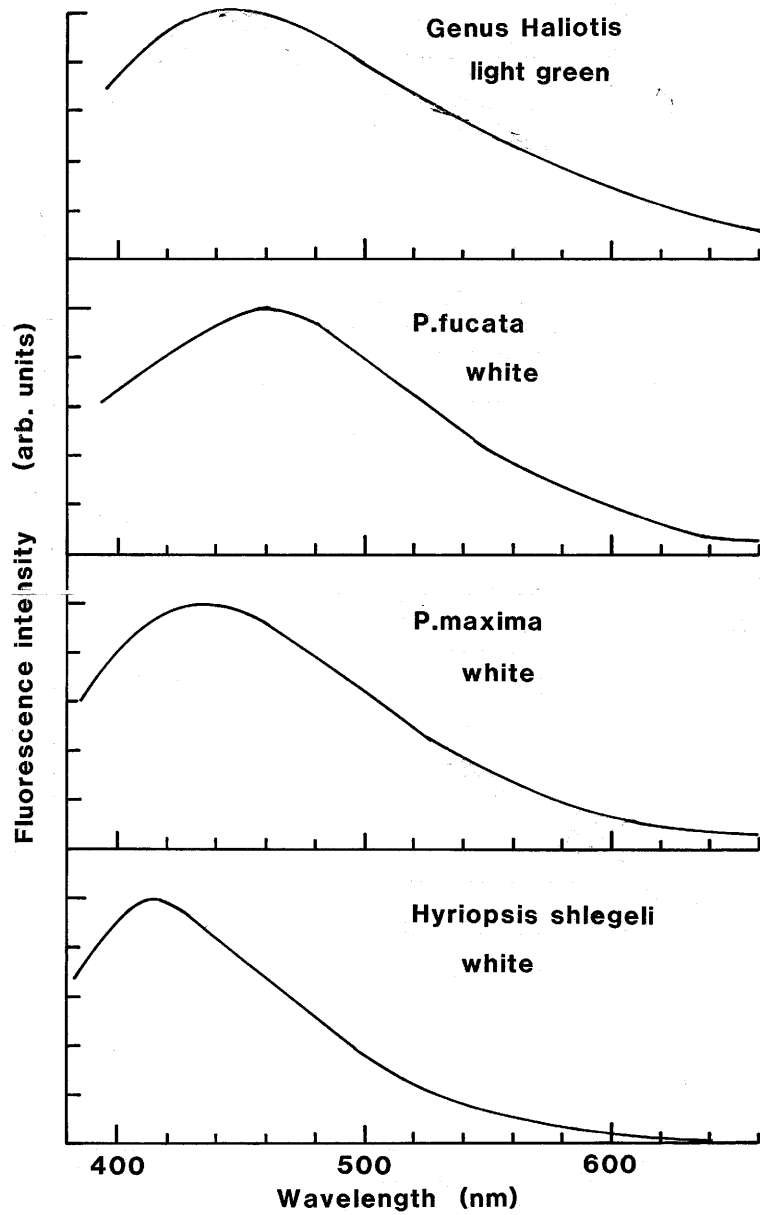 Genus Haliotis
light green
P.fucata
white
P.maxima
white
Hyriopsis shlegeli
white
Fluorescence intensity (arb. units)
400 500 600
Wavelength (nm)